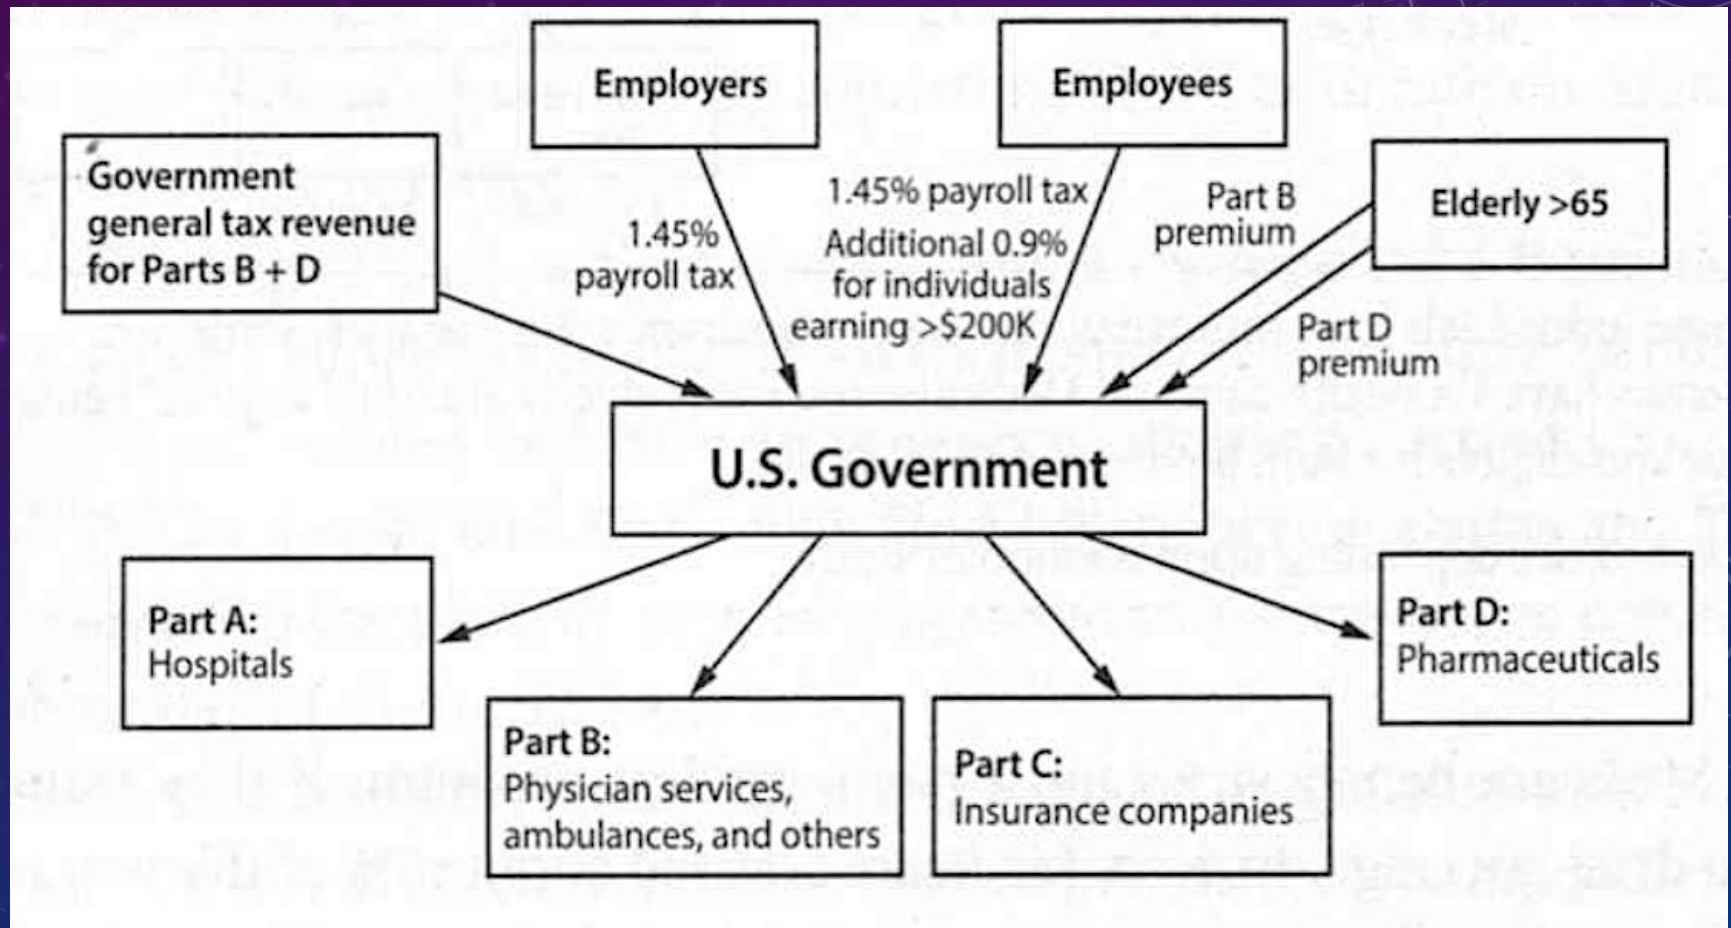 Employers
Employees
Government
general tax revenue
for Parts B + D
1.45%
payroll tax
1.45% payroll tax
Additional 0.9%
for individuals
earning >$200K
Part B
premium
Elderly >65
Part D
premium
U.S. Government
Part A:
Hospitals
Part B:
Physician services,
ambulances, and others
Part C:
Insurance companies
Part D:
Pharmaceuticals